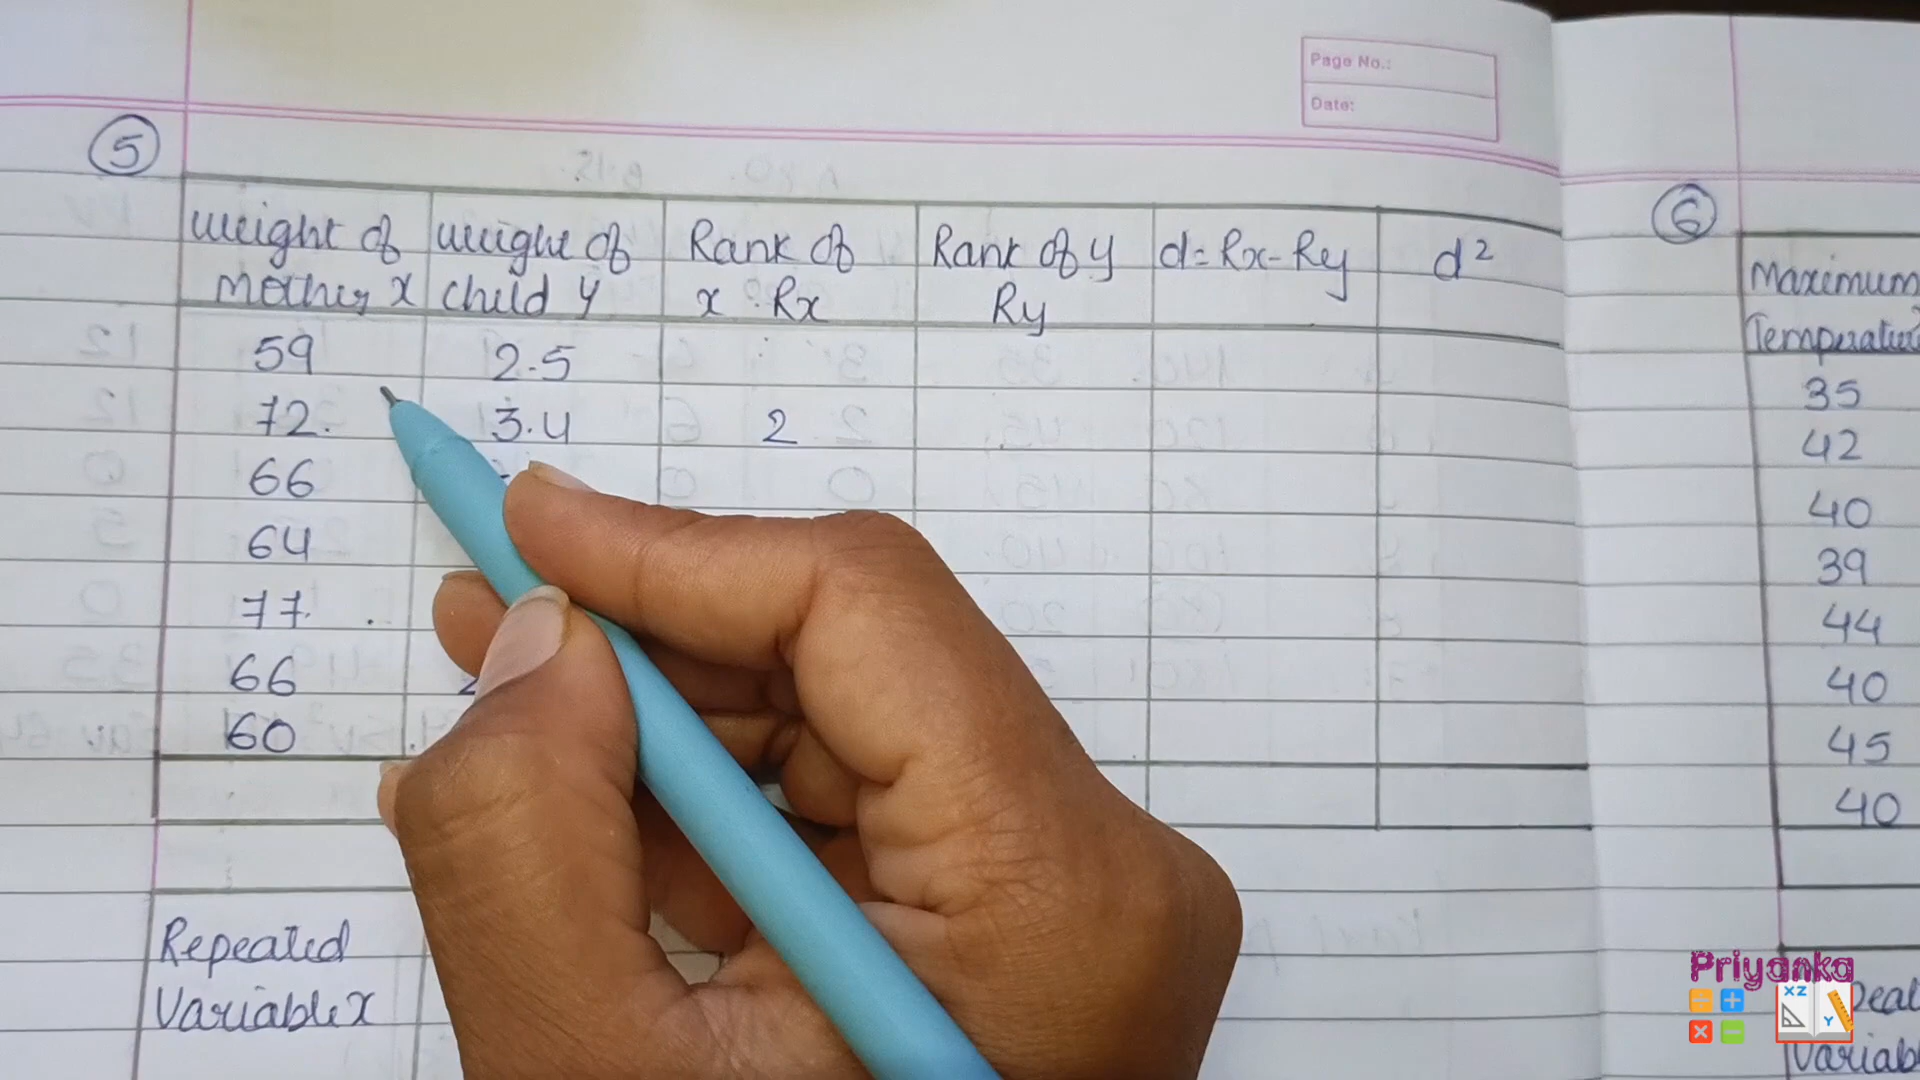 Page No.:
Date:
5
Weight of mother x
Weight of child y
Rank of x Rx
Rank of y Ry
d = Rx - Ry
d²
59 2.5
72. 3.4 2
66
64
77.
66
60
Repeated
Variable x
6
Maximum
35
42
40
39
44
40
45
40
Priyanka
XZ
Y